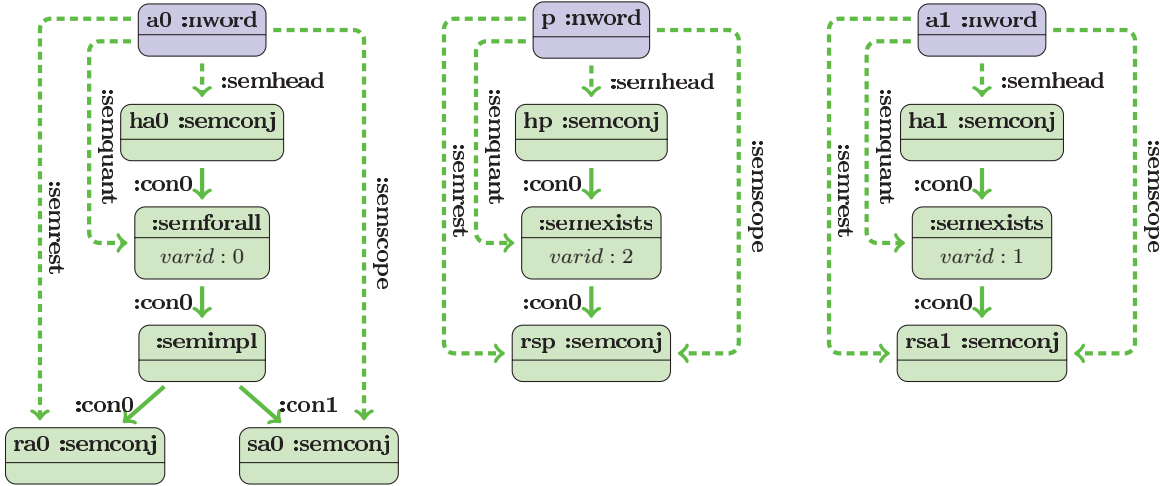 a0 :nword
:semhead
:semquant
:semrest
:semscope
ha0 :semconj
:con0
:semforall
varid : 0
:con0
:semimpl
:con0
:con1
ra0 :semconj
sa0 :semconj
p :nword
:semhead
:semquant
:semrest
:semscope
hp :semconj
:con0
:semexists
varid : 2
:con0
rsp :semconj
a1 :nword
:semhead
:semquant
:semrest
:semscope
ha1 :semconj
:con0
:semexists
varid : 1
:con0
rsa1 :semconj